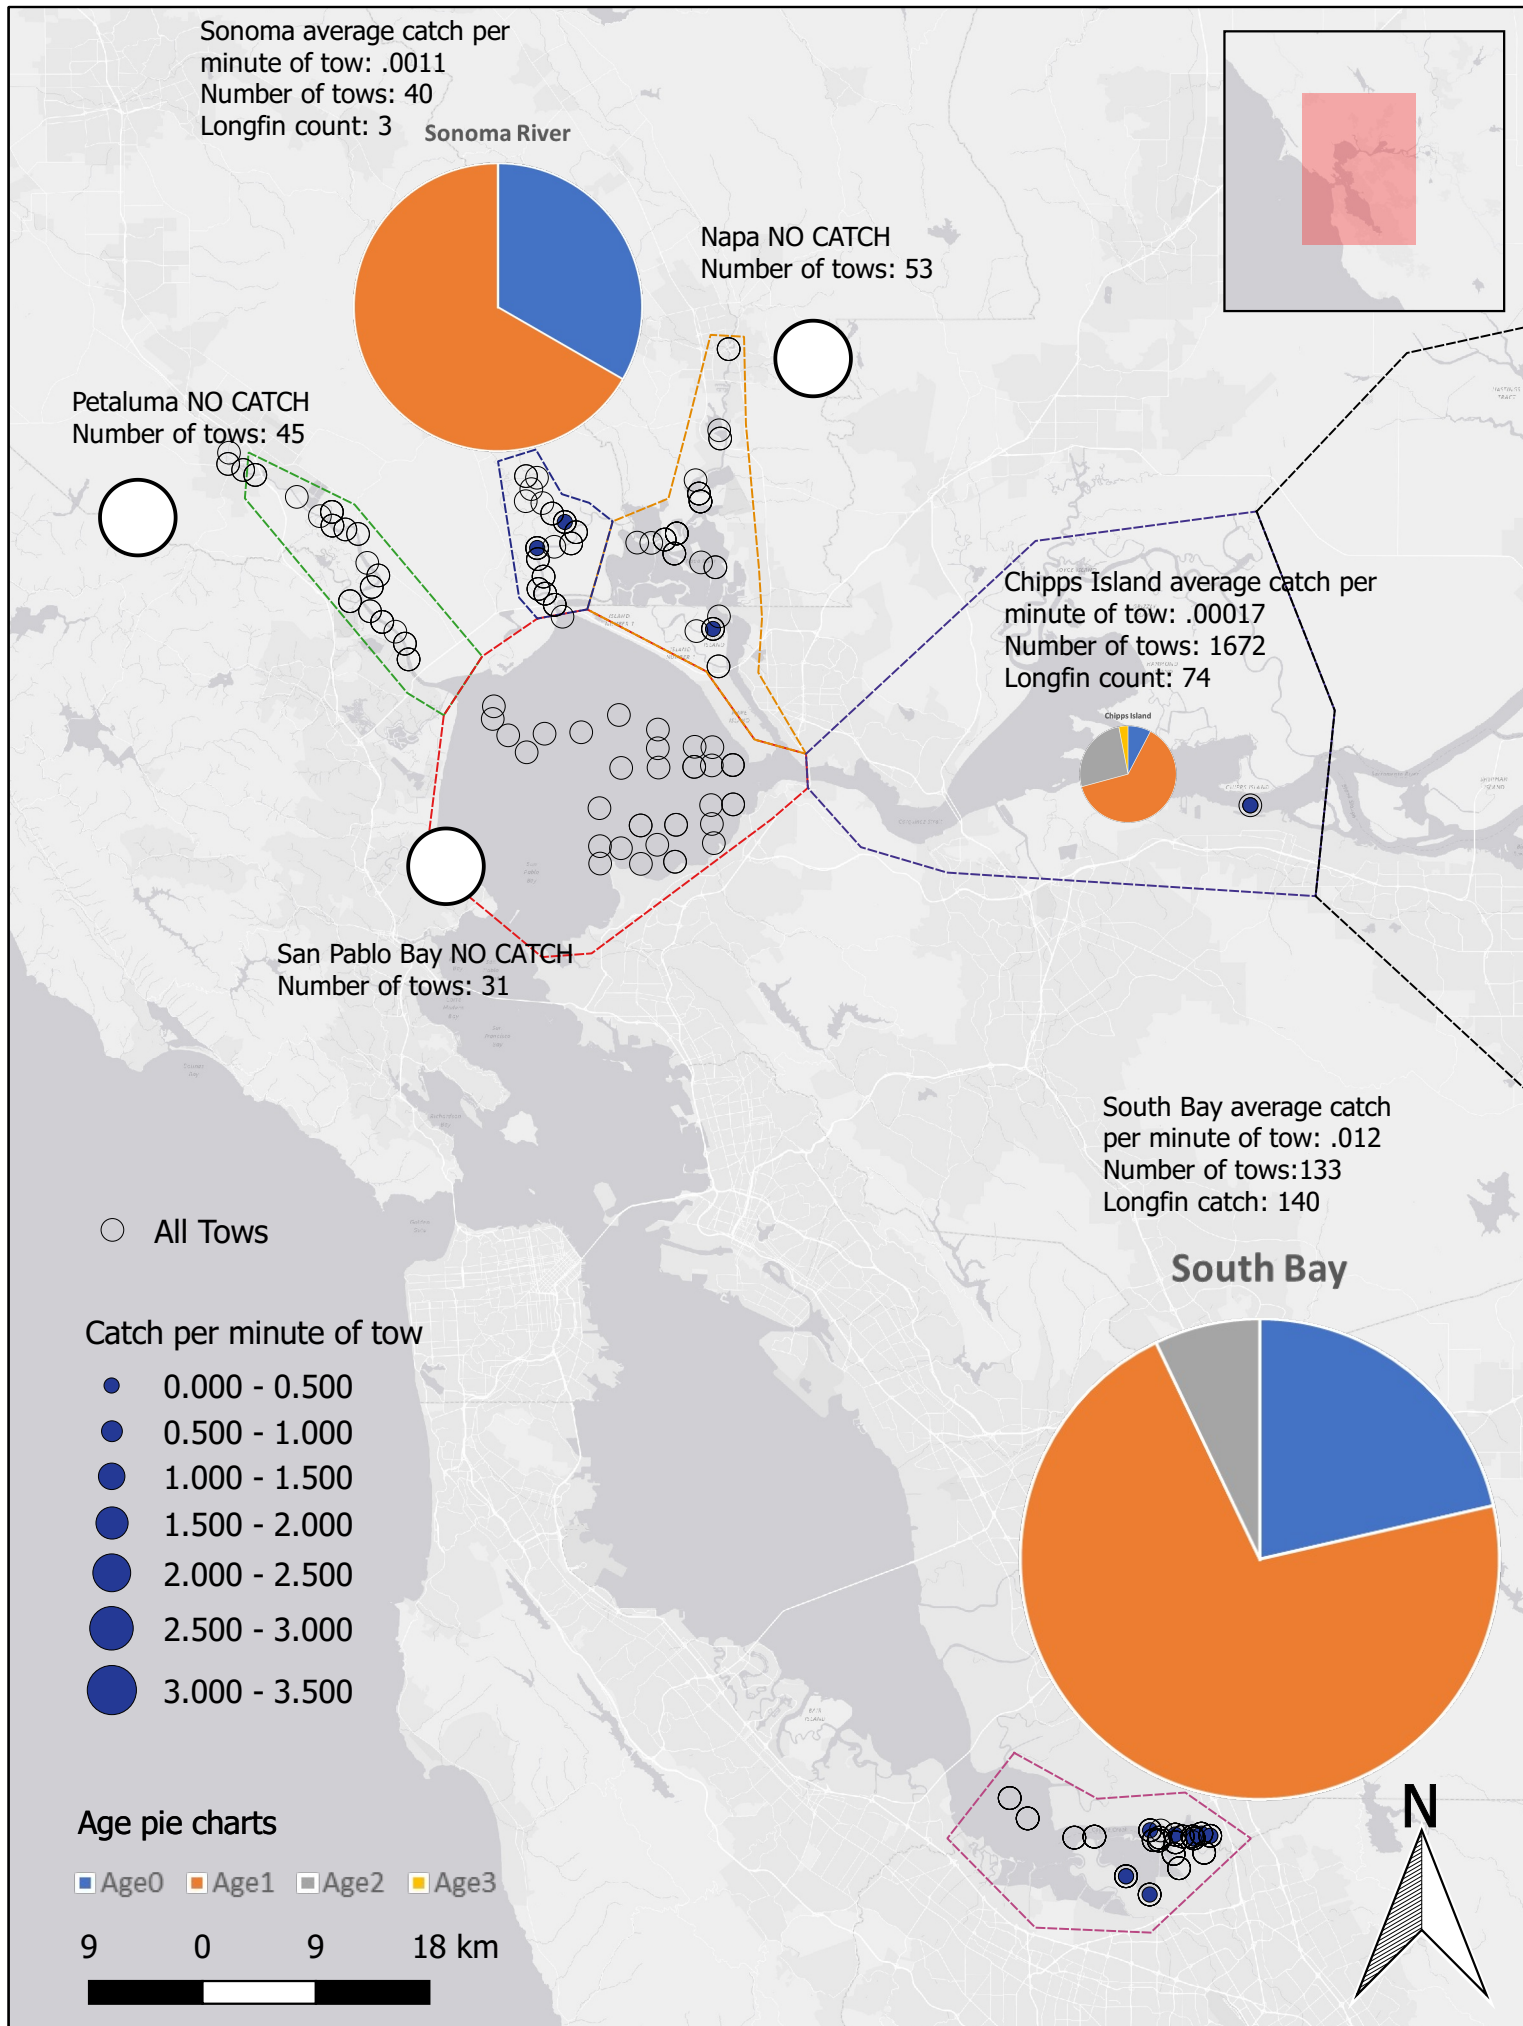 Sonoma average catch per
minute of tow: .0011
Number of tows: 40
Longfin count: 3
Sonoma River
Napa NO CATCH
Number of tows: 53
Petaluma NO CATCH
Number of tows: 45
Chipps Island average catch per
minute of tow: .00017
Number of tows: 1672
Longfin count: 74
Chipps Island
CHIPPS ISLAND
San Pablo Bay NO CATCH
Number of tows: 31
South Bay average catch
per minute of tow: .012
Number of tows:133
Longfin catch: 140
South Bay
All Tows
Catch per minute of tow
0.000 - 0.500
0.500 - 1.000
1.000 - 1.500
1.500 - 2.000
2.000 - 2.500
2.500 - 3.000
3.000 - 3.500
Age pie charts
Age0 Age1 Age2 Age3
9 0 9 18 km
N